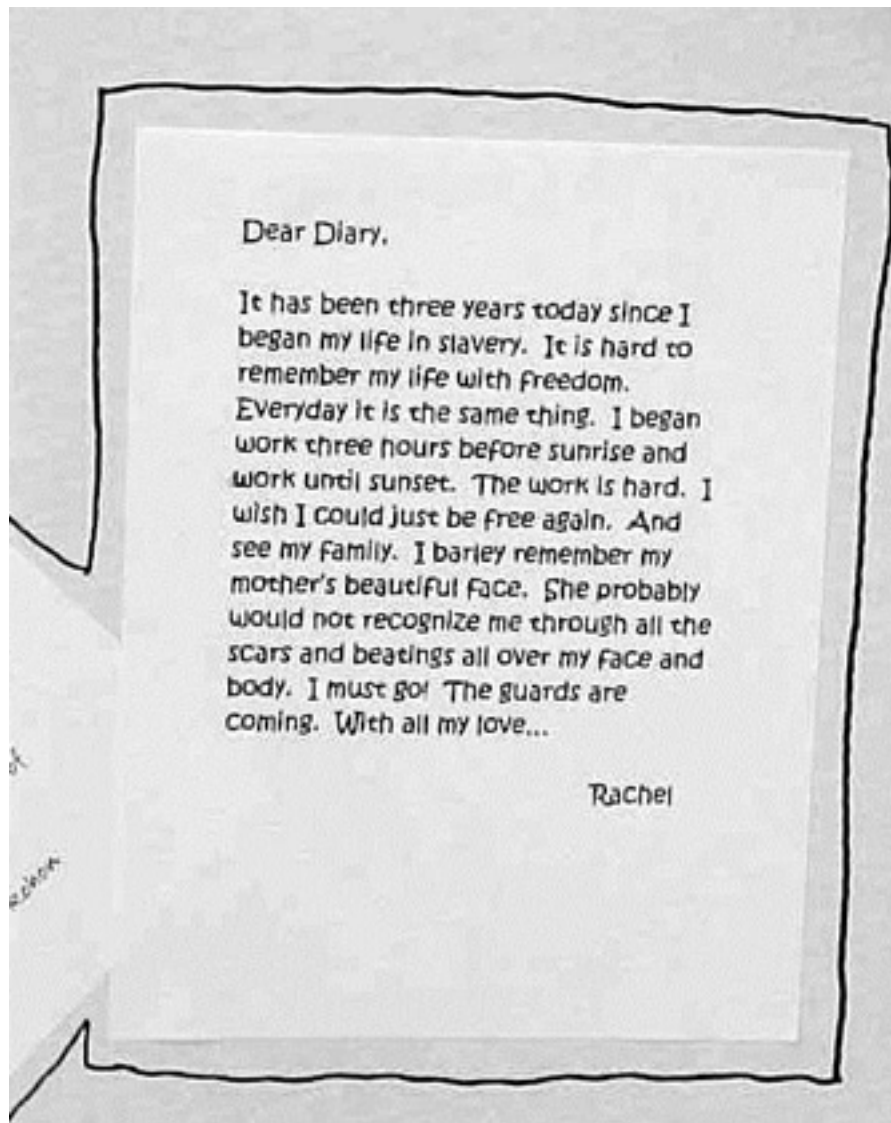 Dear Diary,
It has been three years today since I
began my life in slavery. It is hard to
remember my life with freedom.
Everyday it is the same thing. I began
work three hours before sunrise and
work until sunset. The work is hard. I
wish I could just be free again. And
see my family. I barley remember my
mother's beautiful face. She probably
would not recognize me through all the
scars and beatings all over my face and
body. I must go! The guards are
coming. With all my love...
Rachel
of